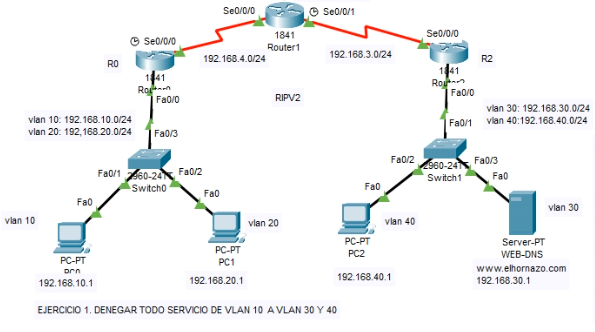 Se0/0/0
Se0/0/1
1841
Router1
Se0/0/0
R0
1841
192.168.4.0/24
192.168.3.0/24
Se0/0/0
R2
1841
Fa0/0
RIPV2
Fa0/0
vlan 10: 192.168.10.0/24
vlan 20: 192,168.20.0/24
Fa0/3
vlan 30: 192.168.30.0/24
vlan 40:192.168.40.0/24
Fa0/1
2960-24TT
Switch0
Fa0/1
Fa0/2
2960-24TT
Switch1
Fa0/2
Fa0/3
Fa0
Fa0
Fa0
Fa0
vlan 10
vlan 20
vlan 40
vlan 30
PC-PT
PC0
PC-PT
PC1
PC-PT
PC2
Server-PT
WEB-DNS
www.elhornazo.com
192.168.10.1
192.168.20.1
192.168.40.1
192.168.30.1
EJERCICIO 1. DENEGAR TODO SERVICIO DE VLAN 10 A VLAN 30 Y 40